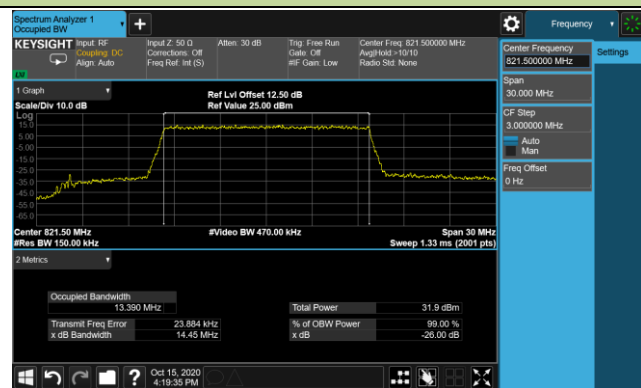 Spectrum Analyzer 1
Occupied BW
+
Frequency
KEYSIGHT
Input: RF
Coupling: DC
Align: Auto
Input Z: 50 Ω
Corrections: Off
Freq Ref: Int (S)
Atten: 30 dB
Trig: Free Run
Gate: Off
#IF Gain: Low
Center Freq: 821.500000 MHz
Avg|Hold:>10/10
Radio Std: None
LXI
Center Frequency
821.500000 MHz
Settings
Span
30.000 MHz
CF Step
3.000000 MHz
Auto
Man
Freq Offset
0 Hz
1 Graph
Scale/Div 10.0 dB
Ref Lvl Offset 12.50 dB
Ref Value 25.00 dBm
Log
15.0
5.00
-5.00
-15.0
-25.0
-35.0
-45.0
-55.0
-65.0
Center 821.50 MHz
#Res BW 150.00 kHz
#Video BW 470.00 kHz
Span 30 MHz
Sweep 1.33 ms (2001 pts)
2 Metrics
Occupied Bandwidth
13.390 MHz
Total Power 31.9 dBm
Transmit Freq Error 23.884 kHz
% of OBW Power 99.00 %
x dB Bandwidth 14.45 MHz
x dB -26.00 dB
?
Oct 15, 2020
4:19:35 PM